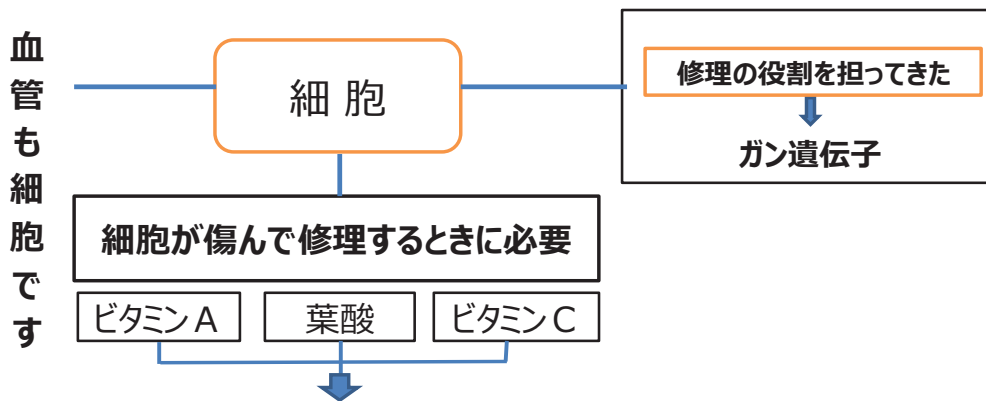 血管も細胞です
細 胞
修理の役割を担ってきた
ガン遺伝子
細胞が傷んで修理するときに必要
ビタミンA
葉酸
ビタミンC